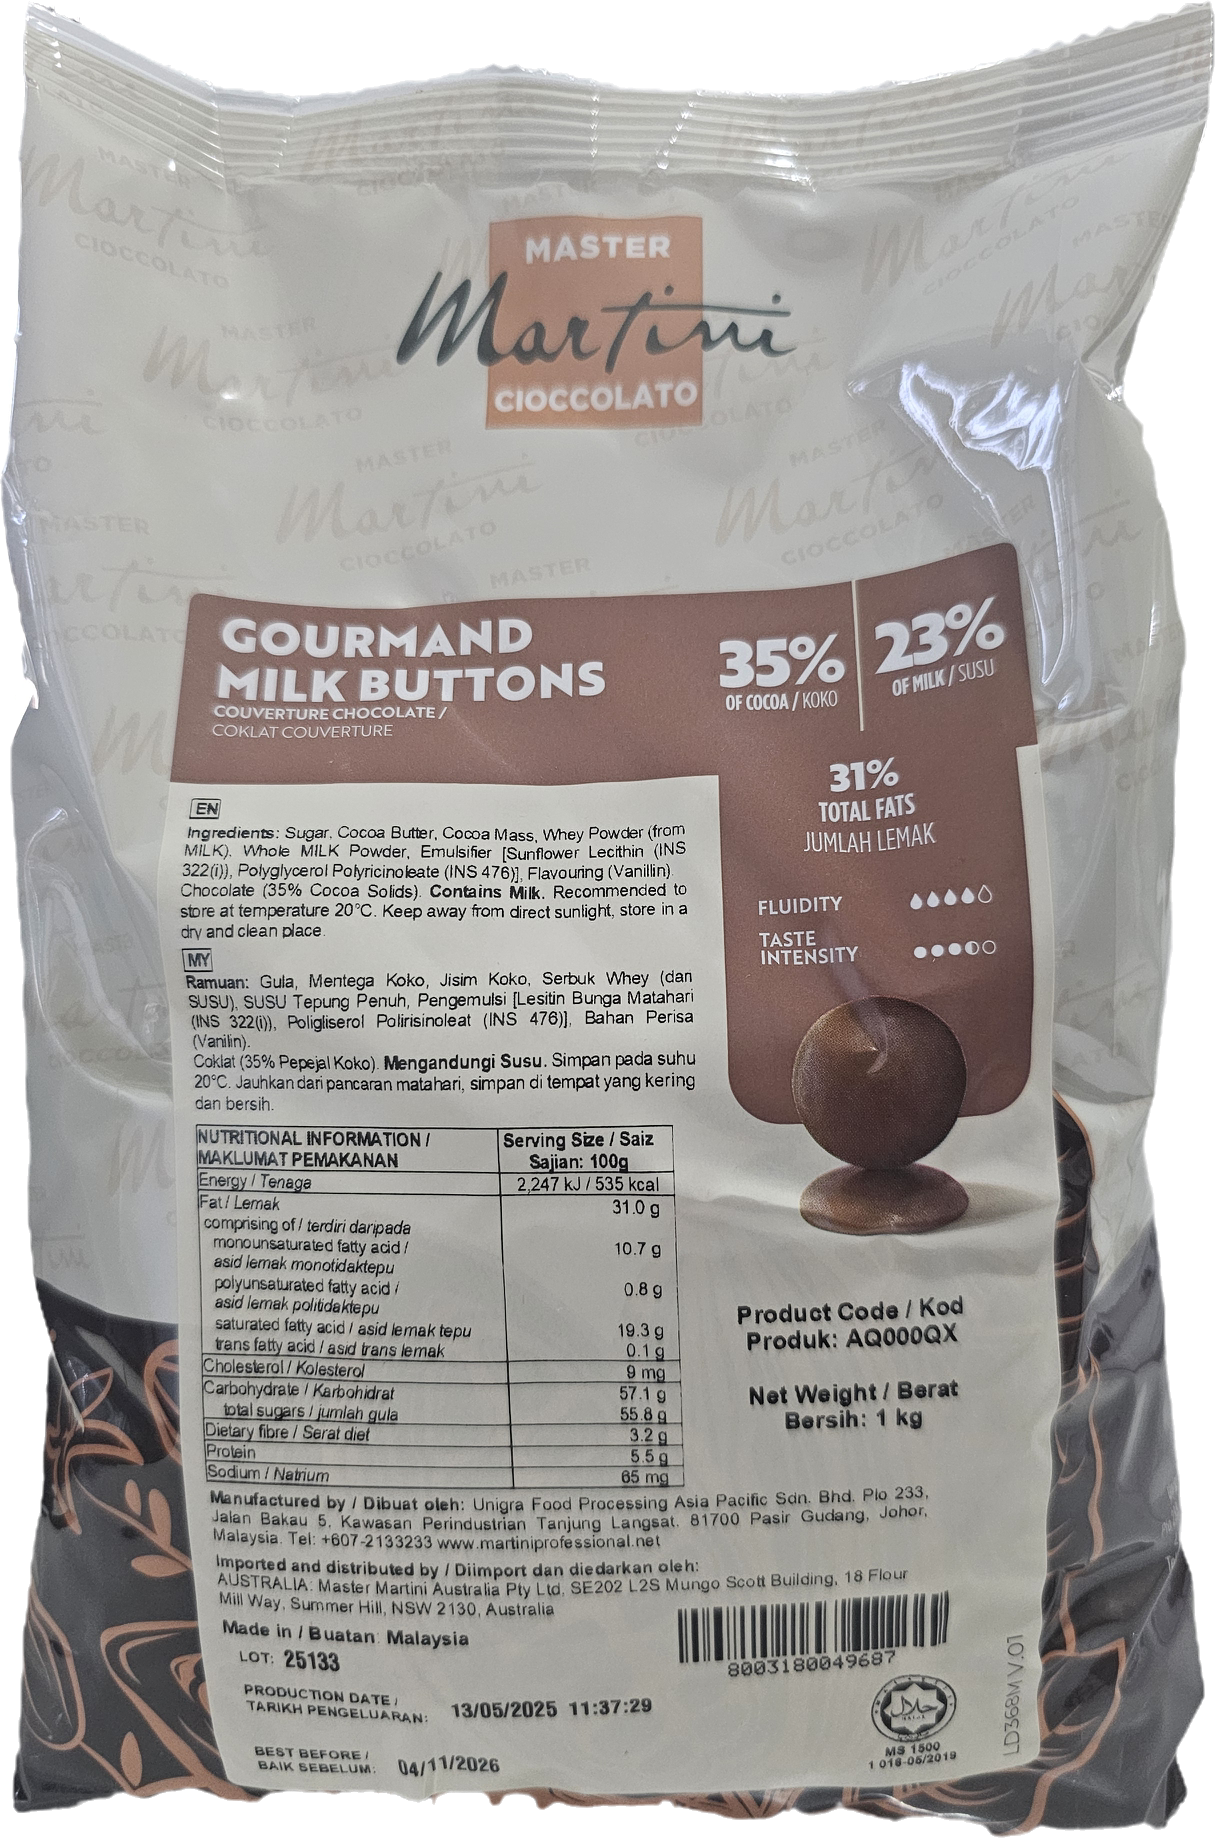 MASTER
Martini
CIOCCOLATO
GOURMAND
MILK BUTTONS
COUVERTURE CHOCOLATE /
COKLAT COUVERTURE
35%
OF COCOA / KOKO
23%
OF MILK / SUSU
31%
TOTAL FATS
JUMLAH LEMAK
FLUIDITY
TASTE
INTENSITY
EN
Ingredients: Sugar, Cocoa Butter, Cocoa Mass, Whey Powder (from
MILK), Whole MILK Powder, Emulsifier [Sunflower Lecithin (INS
322(i)), Polyglycerol Polyricinoleate (INS 476)], Flavouring (Vanillin).
Chocolate (35% Cocoa Solids). Contains Milk. Recommended to
store at temperature 20°C. Keep away from direct sunlight, store in a
dry and clean place.
MY
Ramuan: Gula, Mentega Koko, Jisim Koko, Serbuk Whey (dari
SUSU), SUSU Tepung Penuh, Pengemulsi [Lesitin Bunga Matahari
(INS 322(i)), Poligliserol Polirisinoleat (INS 476)], Bahan Perisa
(Vanilin).
Coklat (35% Pepejal Koko). Mengandungi Susu. Simpan pada suhu
20°C. Jauhkan dari pancaran matahari, simpan di tempat yang kering
dan bersih.
NUTRITIONAL INFORMATION / MAKLUMAT PEMAKANAN Serving Size / Saiz Sajian: 100g
Energy / Tenaga 2,247 kJ / 535 kcal
Fat / Lemak 31.0 g
comprising of / terdiri daripada
monounsaturated fatty acid /
asid lemak monotidaktepu 10.7 g
polyunsaturated fatty acid /
asid lemak politidaktepu 0.8 g
saturated fatty acid / asid lemak tepu 19.3 g
trans fatty acid / asid trans lemak 0.1 g
Cholesterol / Kolesterol 9 mg
Carbohydrate / Karbohidrat 57.1 g
total sugars / jumlah gula 55.8 g
Dietary fibre / Serat diet 3.2 g
Protein 5.5 g
Sodium / Natrium 65 mg
Product Code / Kod
Produk: AQ000QX
Net Weight / Berat
Bersih: 1 kg
Manufactured by / Dibuat oleh: Unigra Food Processing Asia Pacific Sdn. Bhd. Plo 233,
Jalan Bakau 5, Kawasan Perindustrian Tanjung Langsat. 81700 Pasir Gudang, Johor,
Malaysia. Tel: +607-2133233 www.martiniprofessional.net
Imported and distributed by / Diimport dan diedarkan oleh:
AUSTRALIA: Master Martini Australia Pty Ltd, SE202 L2S Mungo Scott Building, 18 Flour
Mill Way, Summer Hill, NSW 2130, Australia
Made in / Buatan: Malaysia
LOT: 25133
PRODUCTION DATE /
TARIKH PENGELUARAN: 13/05/2025 11:37:29
BEST BEFORE /
BAIK SEBELUM: 04/11/2026
8003180049687
حلال
MS 1500
1 016-05/2019
LD368M V.01